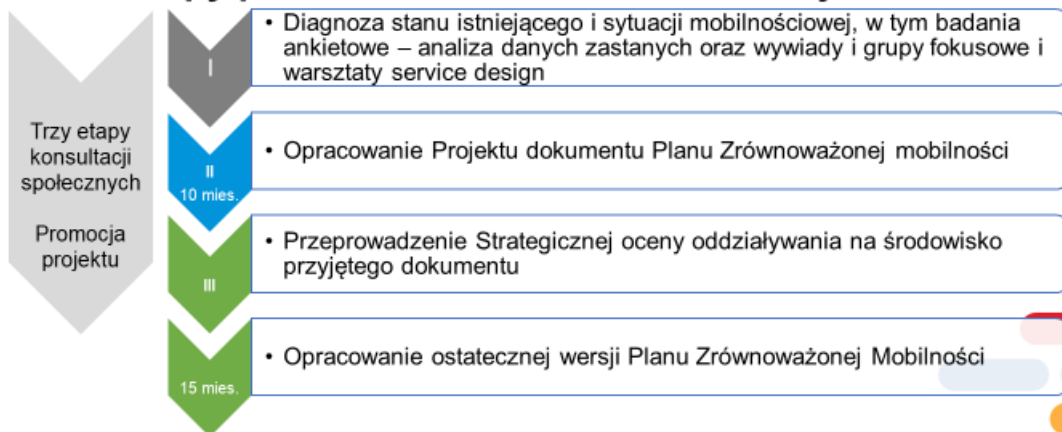 Trzy etapy
konsultacji
społecznych
Promocja
projektu
I
• Diagnoza stanu istniejącego i sytuacji mobilnościowej, w tym badania
ankietowe – analiza danych zastanych oraz wywiady i grupy fokusowe i
warsztaty service design
II
10 mies.
• Opracowanie Projektu dokumentu Planu Zrównoważonej mobilności
III
• Przeprowadzenie Strategicznej oceny oddziaływania na środowisko
przyjętego dokumentu
15 mies.
• Opracowanie ostatecznej wersji Planu Zrównoważonej Mobilności